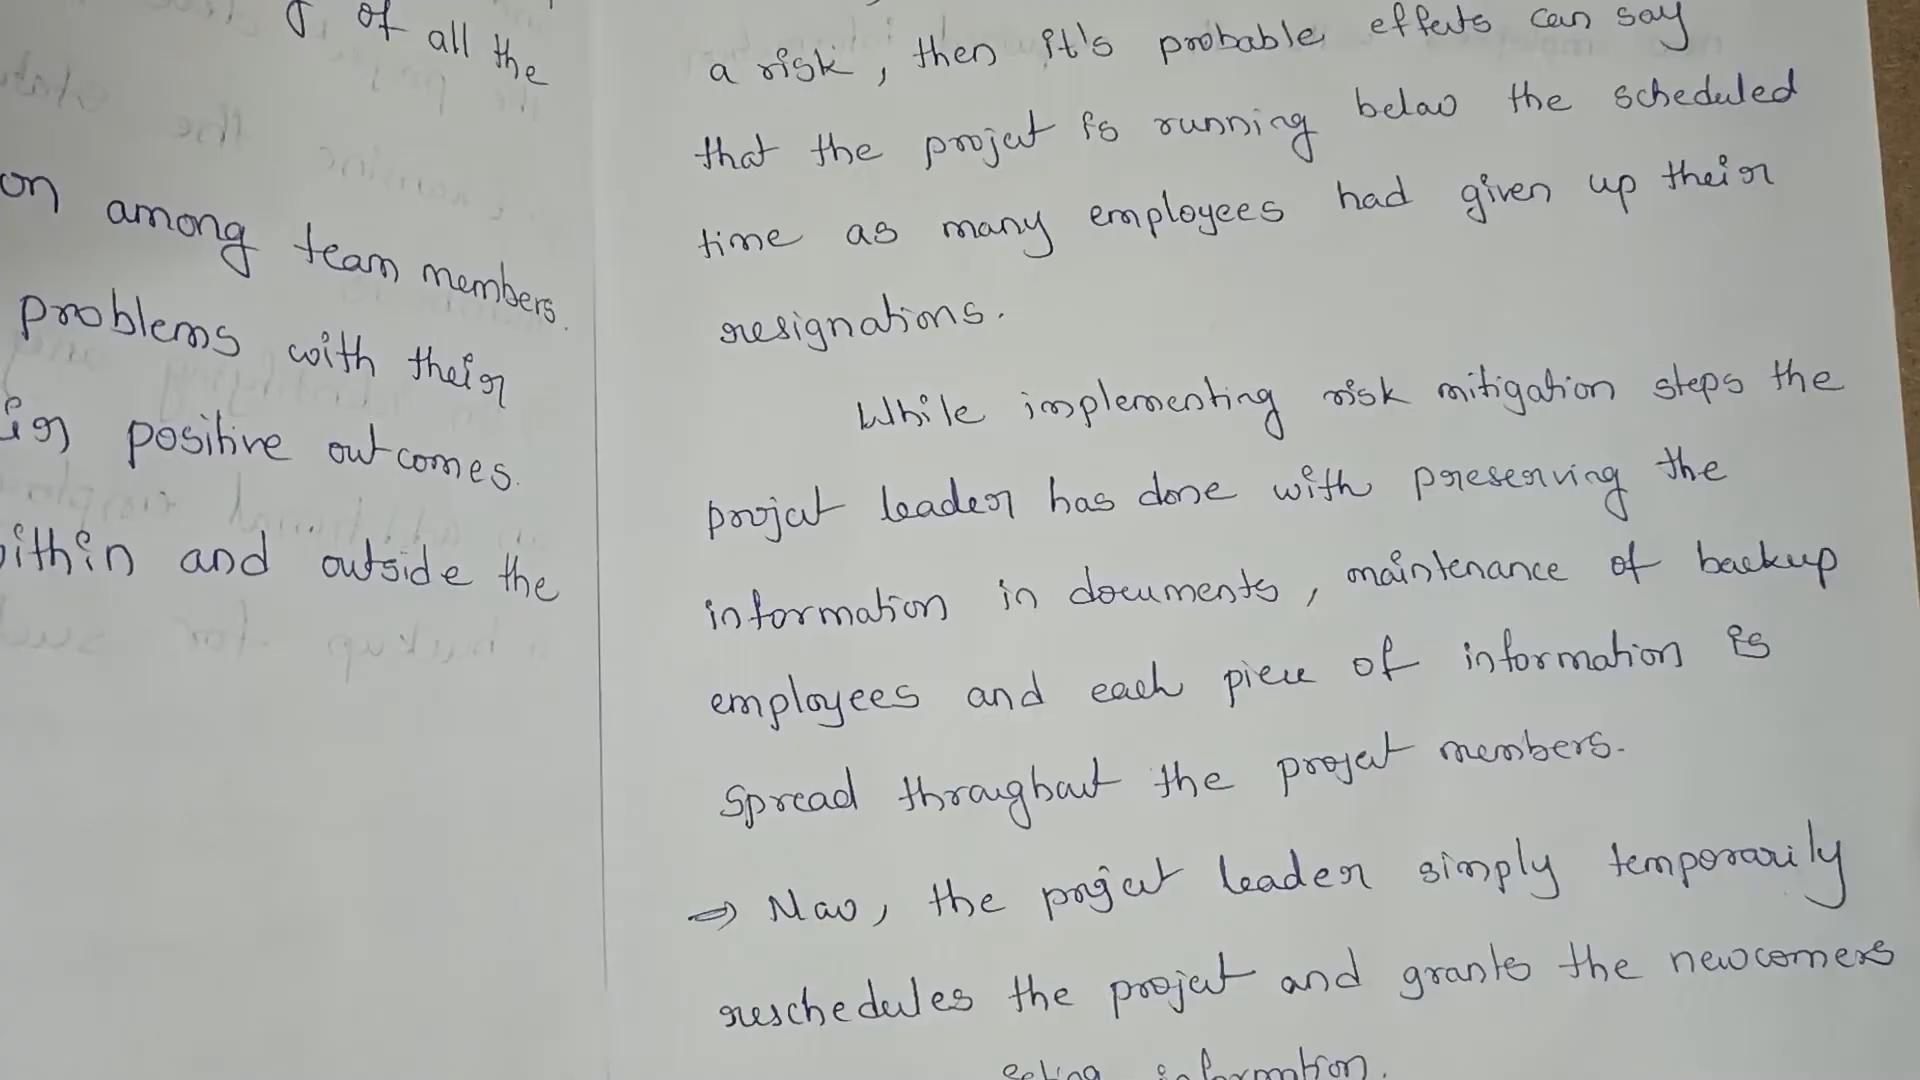 of all the
on among team members.
problems with their
positive outcomes.
within and outside the
a risk, then it's probable effects can say
that the project is running below the scheduled
time as many employees had given up their
resignations.
While implementing risk mitigation steps the
project leader has done with preserving the
information in documents, maintenance of backup
employees and each piece of information is
Spread throughout the project members.
⇒ Now, the project leader simply temporarily
reschedules the project and grants the newcomers
information.